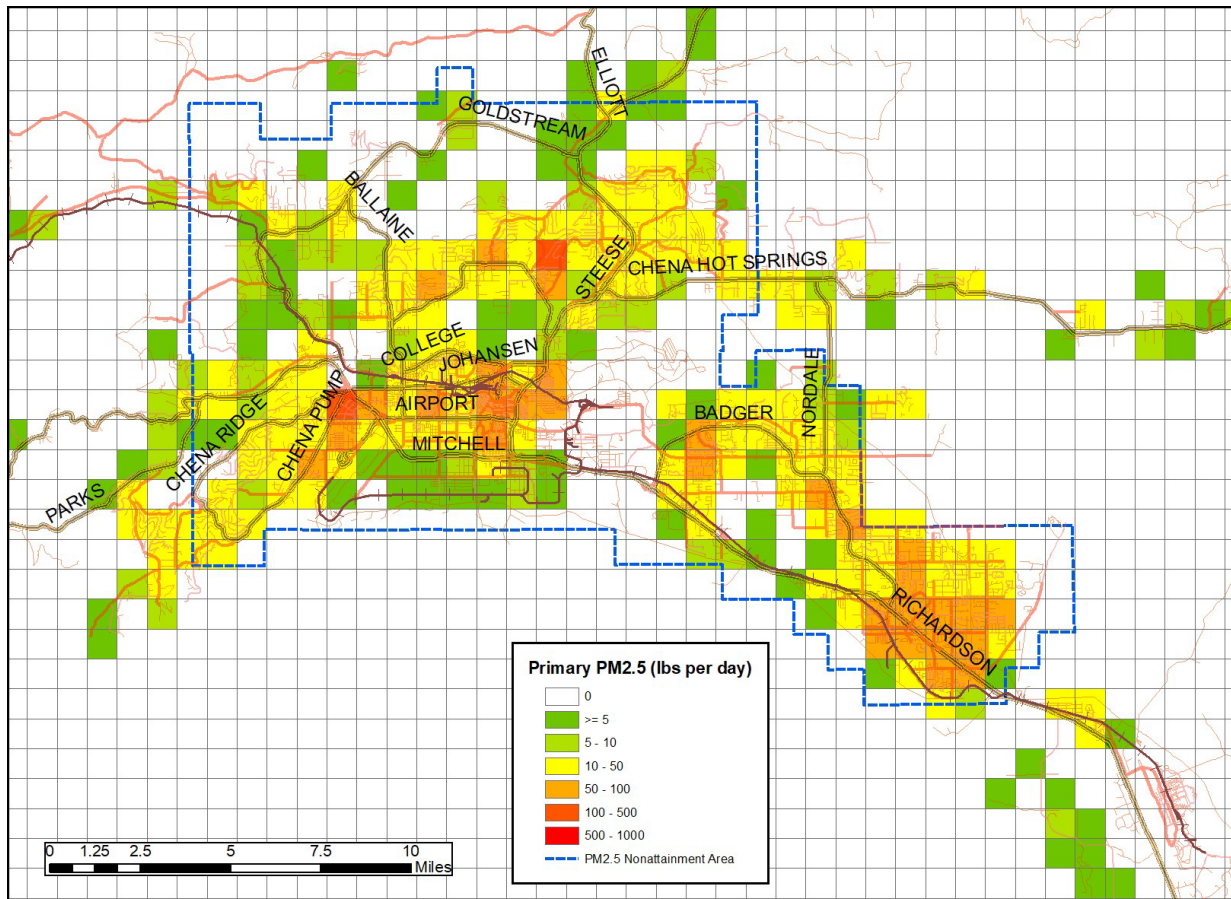 ELLIOTT
GOLDSTREAM
BALLAINE
STEESE
CHENA HOT SPRINGS
COLLEGE
JOHANSEN
NORDALE
CHENA PUMP
AIRPORT
BADGER
CHENA RIDGE
MITCHELL
PARKS
RICHARDSON
Primary PM2.5 (lbs per day)
0
>= 5
5 - 10
10 - 50
50 - 100
100 - 500
500 - 1000
PM2.5 Nonattainment Area
0 1.25 2.5 5 7.5 10
Miles